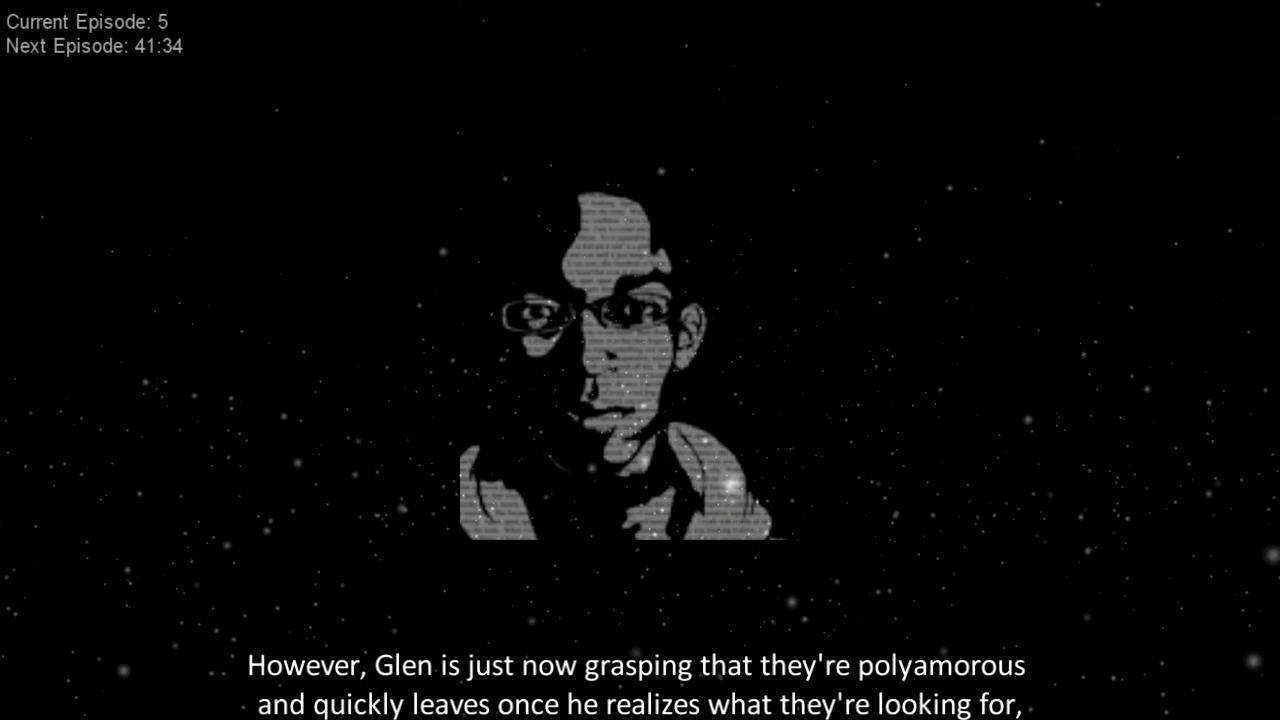 Current Episode: 5
Next Episode: 41:34
However, Glen is just now grasping that they're polyamorous
and quickly leaves once he realizes what they're looking for,